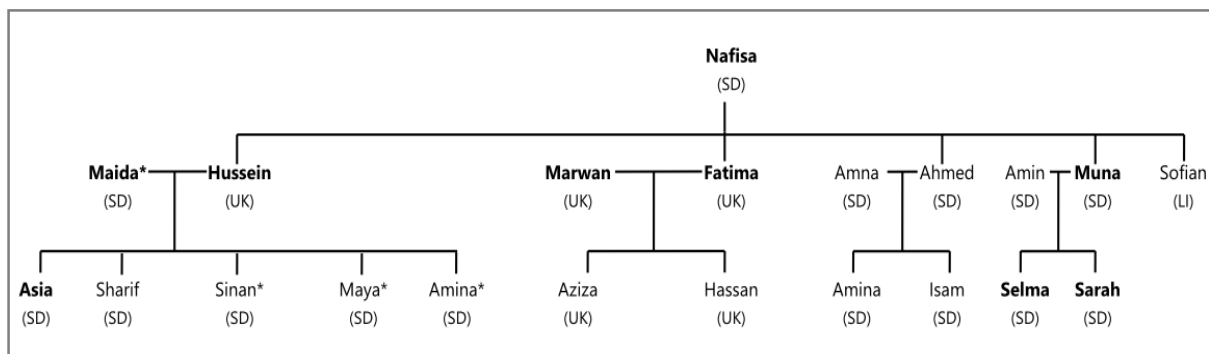 Nafisa
(SD)
Maida* Hussein Marwan Fatima Amna Ahmed Amin Muna Sofian
(SD) (UK) (UK) (UK) (SD) (SD) (SD) (SD) (LI)
Asia Sharif Sinan* Maya* Amina* Aziza Hassan Amina Isam Selma Sarah
(SD) (SD) (SD) (SD) (SD) (UK) (UK) (SD) (SD) (SD) (SD)